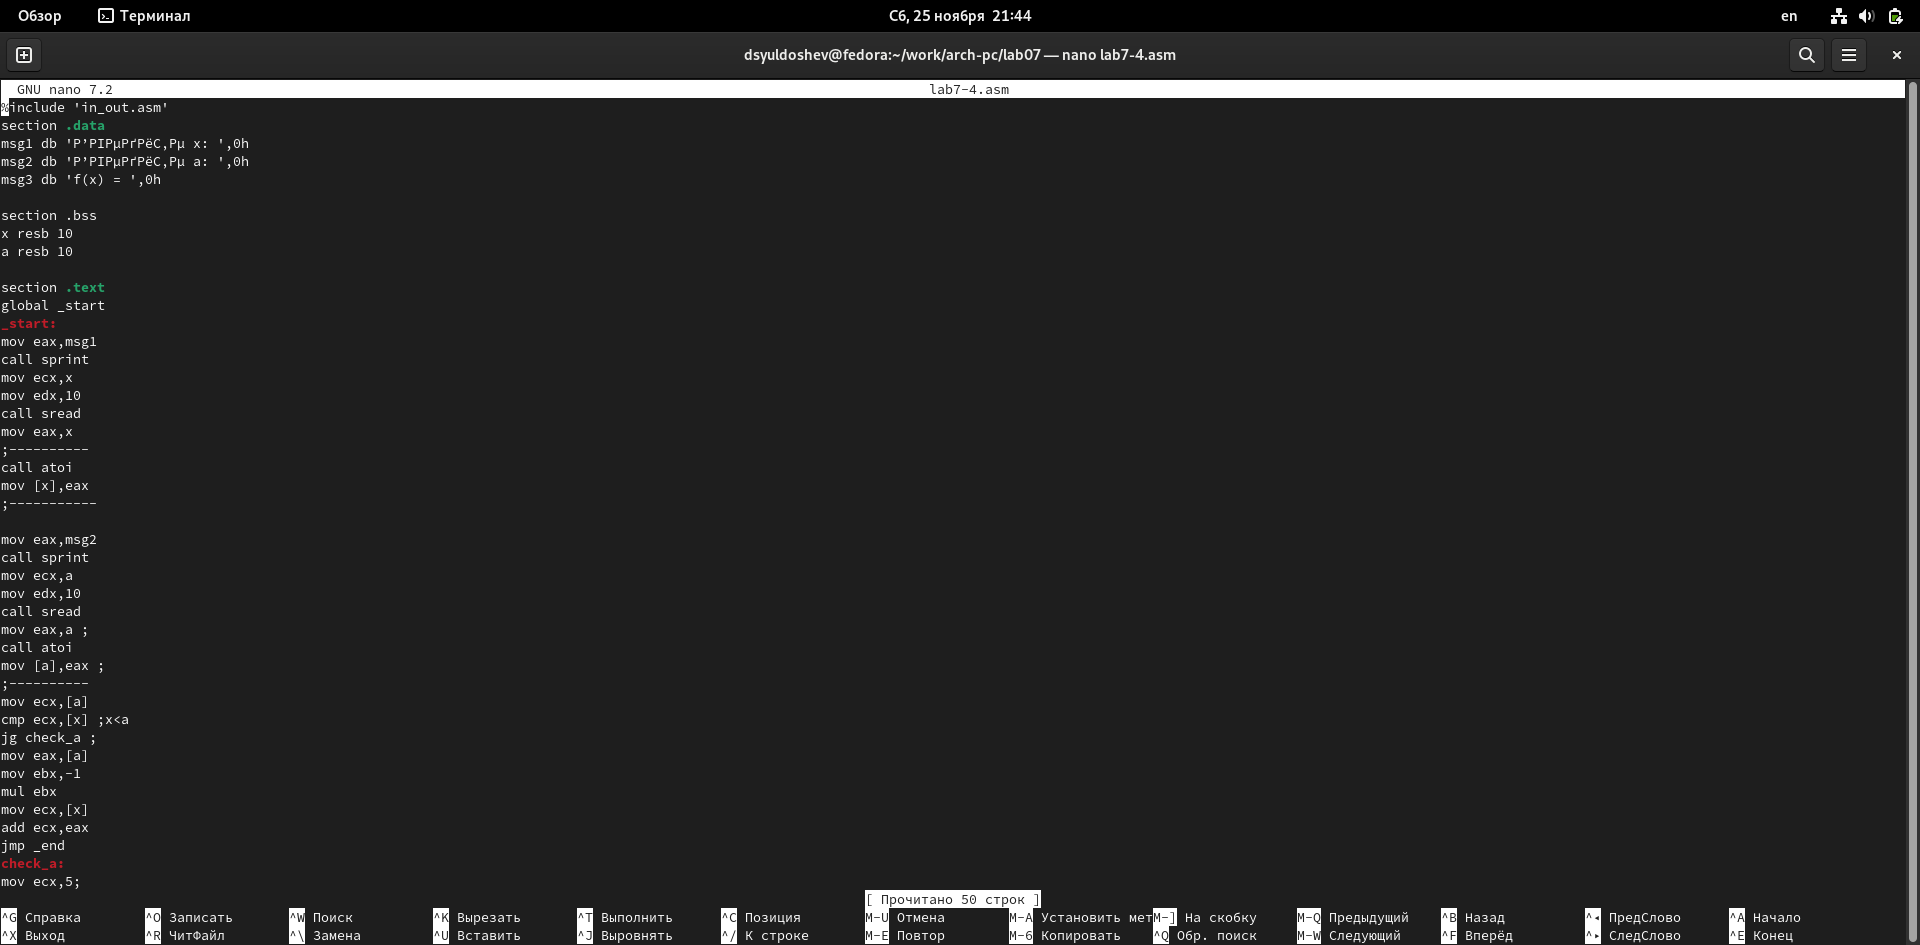 Обзор Терминал Сб, 25 ноября 21:44 en
dsyuldoshev@fedora:~/work/arch-pc/lab07 — nano lab7-4.asm
GNU nano 7.2 lab7-4.asm
%include 'in_out.asm'
section .data
msg1 db 'Р’РІРµРґРёС‚Рµ x: ',0h
msg2 db 'Р’РІРµРґРёС‚Рµ a: ',0h
msg3 db 'f(x) = ',0h
section .bss
x resb 10
a resb 10
section .text
global _start
_start:
mov eax,msg1
call sprint
mov ecx,x
mov edx,10
call sread
mov eax,x
;----------
call atoi
mov [x],eax
;-----------
mov eax,msg2
call sprint
mov ecx,a
mov edx,10
call sread
mov eax,a ;
call atoi
mov [a],eax ;
;----------
mov ecx,[a]
cmp ecx,[x] ;x<a
jg check_a ;
mov eax,[a]
mov ebx,-1
mul ebx
mov ecx,[x]
add ecx,eax
jmp _end
check_a:
mov ecx,5;
[ Прочитано 50 строк ]
^G Справка ^O Записать ^W Поиск ^K Вырезать ^T Выполнить ^C Позиция M-U Отмена M-A Установить мет M-] На скобку M-Q Предыдущий ^B Назад ^◂ ПредСлово ^A Начало
^X Выход ^R ЧитФайл ^\ Замена ^U Вставить ^J Выровнять ^/ К строке M-E Повтор M-6 Копировать ^Q Обр. поиск M-W Следующий ^F Вперёд ^▸ СледСлово ^E Конец